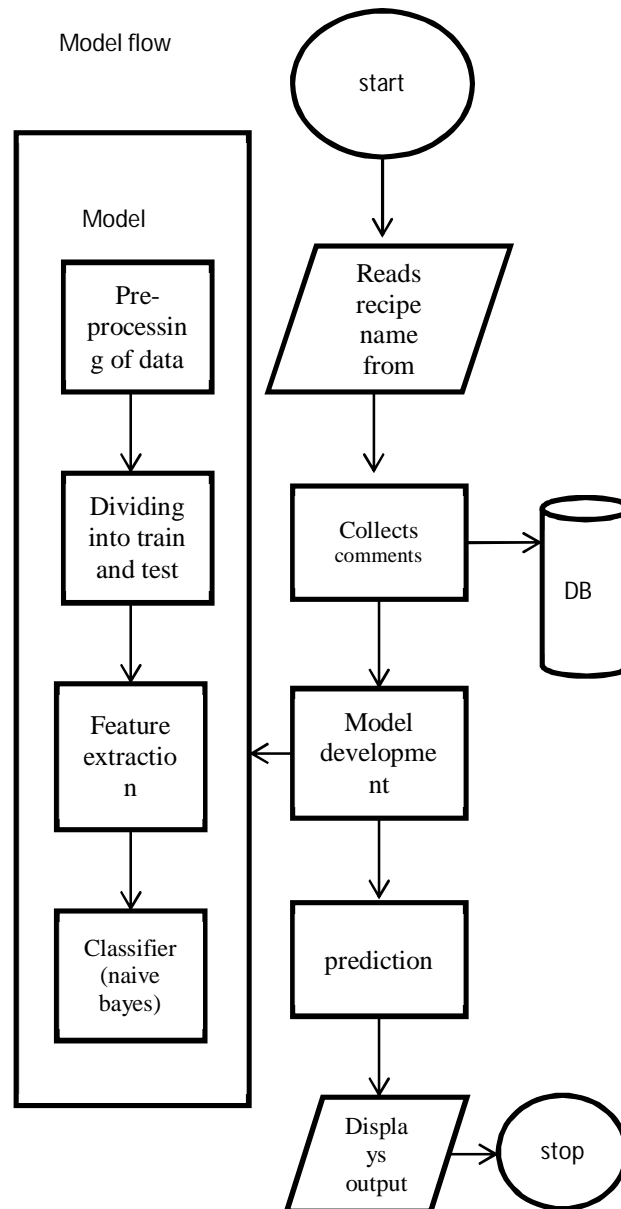 Model flow
start
Reads
recipe
name
from
Collects
comments
DB
Model
developme
nt
prediction
Displa
ys
output
stop
Model
Pre-
processin
g of data
Dividing
into train
and test
Feature
extractio
n
Classifier
(naive
bayes)